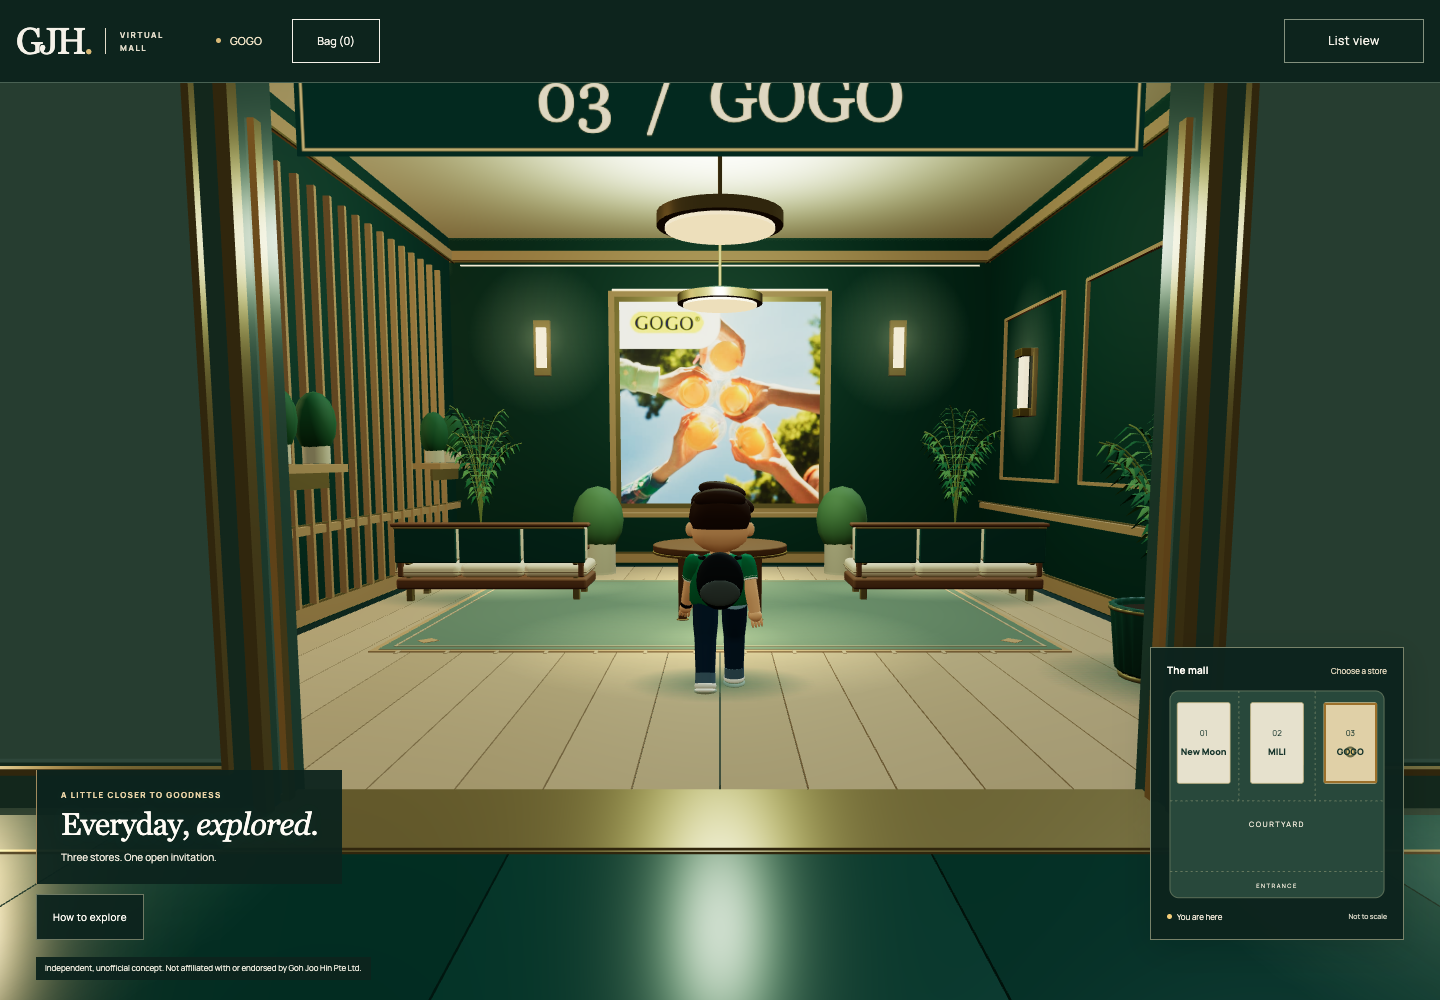 GJH.
VIRTUAL
MALL
GOGO
Bag (0)
List view
03 / GOGO
GOGO®
A LITTLE CLOSER TO GOODNESS
Everyday, explored.
Three stores. One open invitation.
How to explore
Independent, unofficial concept. Not affiliated with or endorsed by Goh Joo Hin Pte Ltd.
The mall
Choose a store
01
New Moon
02
MILI
03
GOGO
COURTYARD
ENTRANCE
You are here
Not to scale